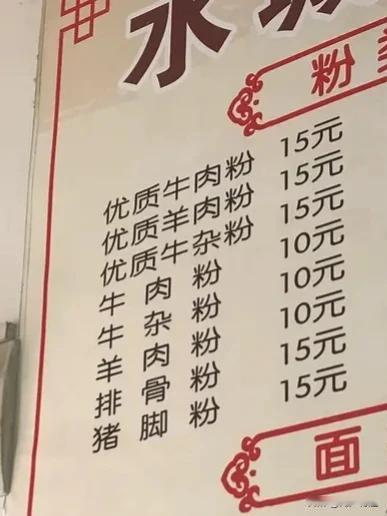 水
粉
优质牛肉粉 15元
优质羊肉粉 15元
优质牛杂粉 15元
牛肉粉 10元
牛杂粉 10元
羊肉粉 10元
排骨粉 15元
猪脚粉 15元
面